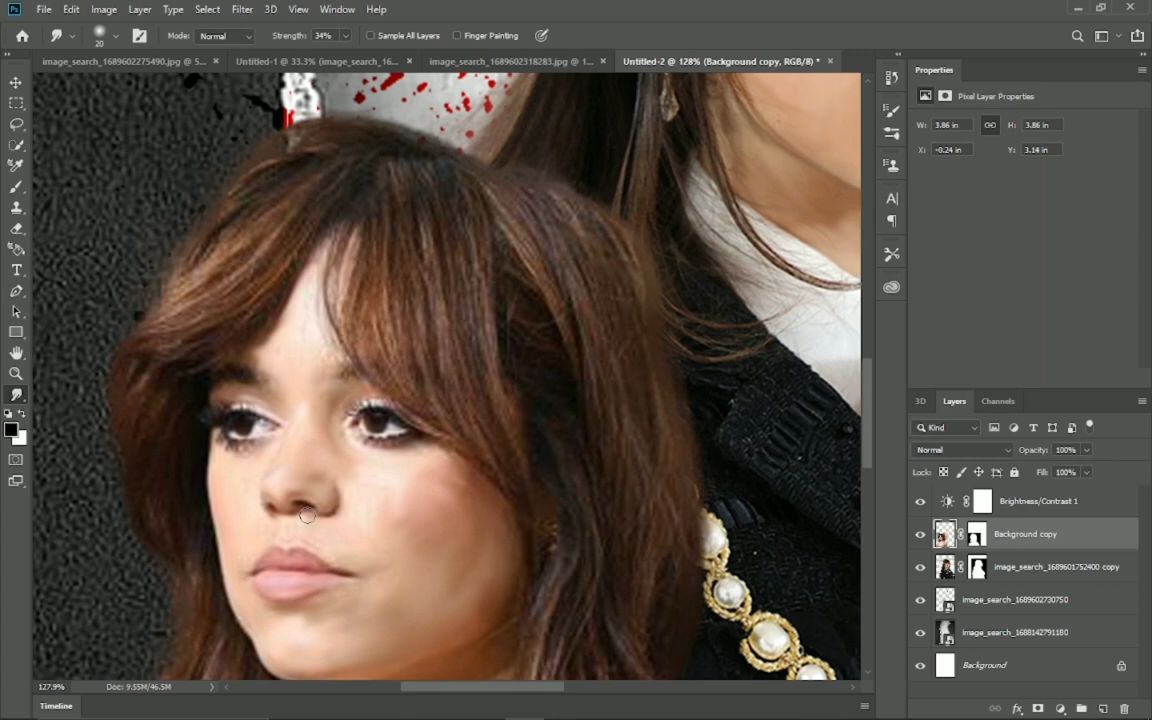 Ps File Edit Image Layer Type Select Filter 3D View Window Help
20 Mode: Normal Strength: 34% Sample All Layers Finger Painting
image_search_1689602275490.jpg @ 5... × Untitled-1 @ 33.3% (image_search_16... × image_search_1689602318283.jpg @ 1... × Untitled-2 @ 128% (Background copy, RGB/8) * ×
Properties
Pixel Layer Properties
W: 3.86 in H: 3.86 in
X: -0.24 in Y: 3.14 in
3D Layers Channels
Kind
Normal Opacity: 100%
Lock: Fill: 100%
Brightness/Contrast 1
Background copy
image_search_1689601752400 copy
image_search_1689602730750
image_search_1688142791180
Background
127.9% Doc: 9.55M/46.5M
Timeline